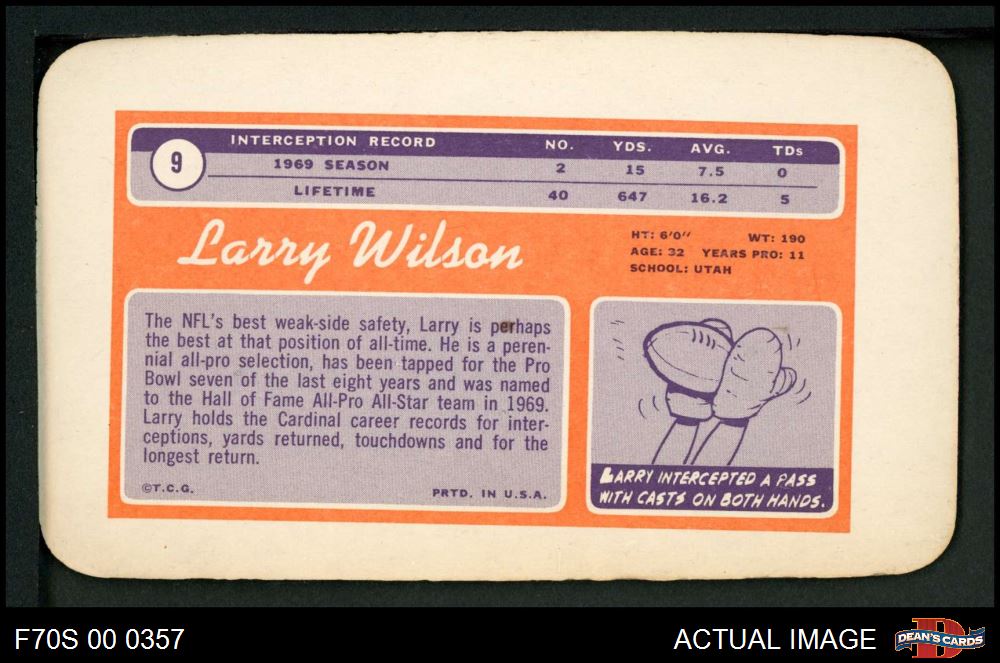 INTERCEPTION RECORD NO. YDS. AVG. TDs
9
1969 SEASON 2 15 7.5 0
LIFETIME 40 647 16.2 5
Larry Wilson
HT: 6'0" WT: 190
AGE: 32 YEARS PRO: 11
SCHOOL: UTAH
The NFL's best weak-side safety, Larry is perhaps
the best at that position of all-time. He is a peren-
nial all-pro selection, has been tapped for the Pro
Bowl seven of the last eight years and was named
to the Hall of Fame All-Pro All-Star team in 1969.
Larry holds the Cardinal career records for inter-
ceptions, yards returned, touchdowns and for the
longest return.
©T.C.G. PRTD. IN U.S.A.
LARRY INTERCEPTED A PASS
WITH CASTS ON BOTH HANDS.
F70S 00 0357
ACTUAL IMAGE
D
DEAN'S CARDS